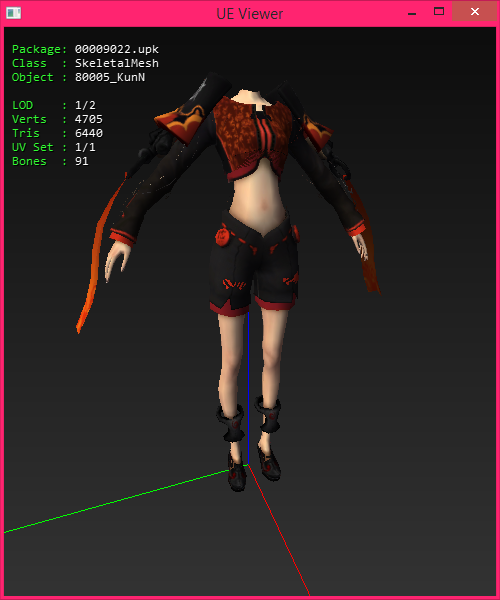 UE Viewer
Package: 00009022.upk
Class : SkeletalMesh
Object : 80005_KunN
LOD : 1/2
Verts : 4705
Tris : 6440
UV Set : 1/1
Bones : 91